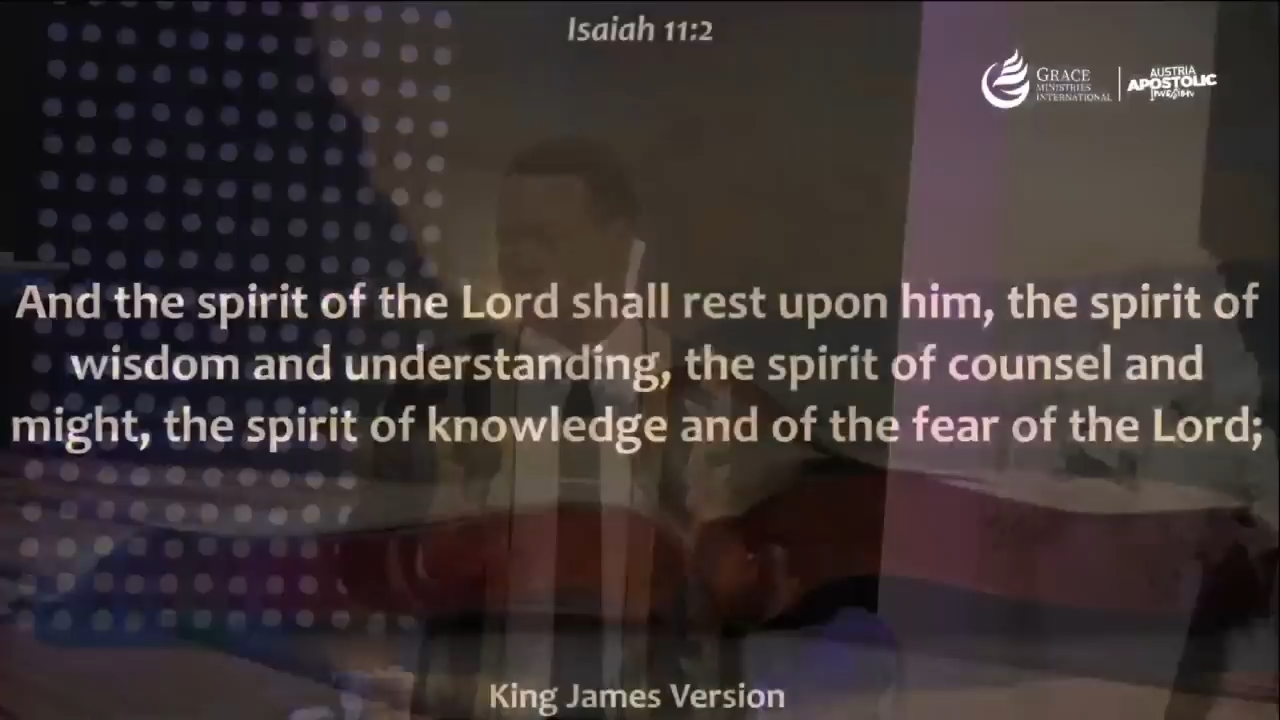 Isaiah 11:2
GRACE
MINISTRIES
INTERNATIONAL
AUSTRIA
APOSTOLIC
Invasion
And the spirit of the Lord shall rest upon him, the spirit of
wisdom and understanding, the spirit of counsel and
might, the spirit of knowledge and of the fear of the Lord;
King James Version